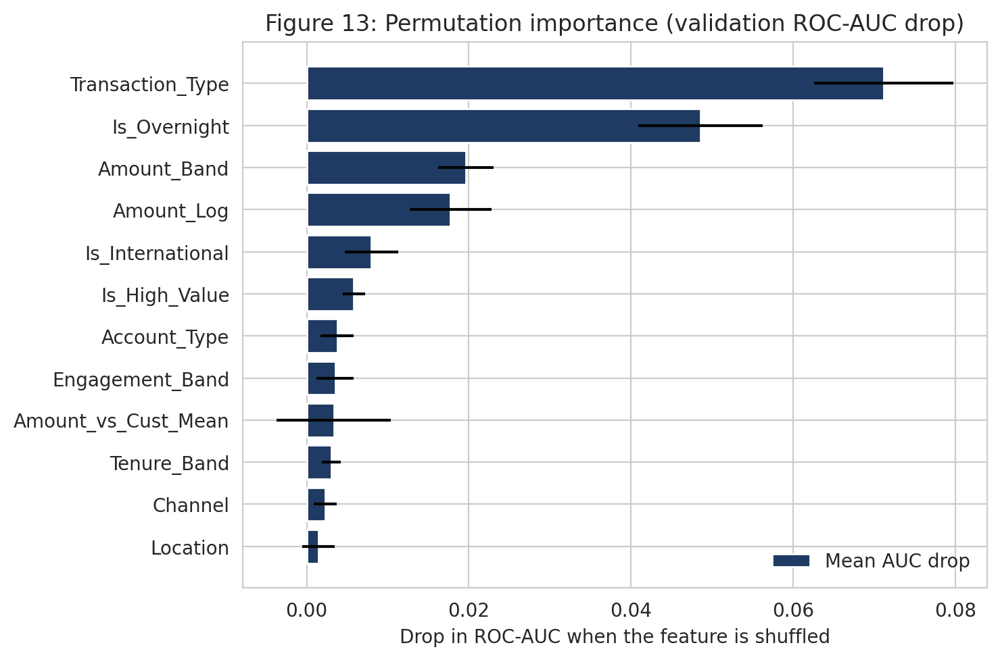 Figure 13: Permutation importance (validation ROC-AUC drop)
Transaction_Type
Is_Overnight
Amount_Band
Amount_Log
Is_International
Is_High_Value
Account_Type
Engagement_Band
Amount_vs_Cust_Mean
Tenure_Band
Channel
Location
Mean AUC drop
0.00 0.02 0.04 0.06 0.08
Drop in ROC-AUC when the feature is shuffled